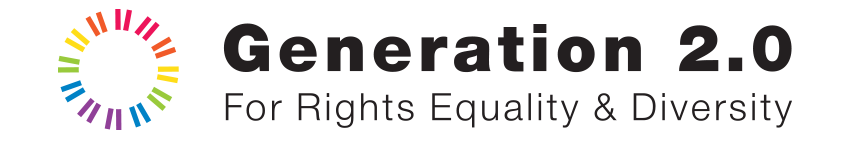 Generation 2.0
For Rights Equality & Diversity